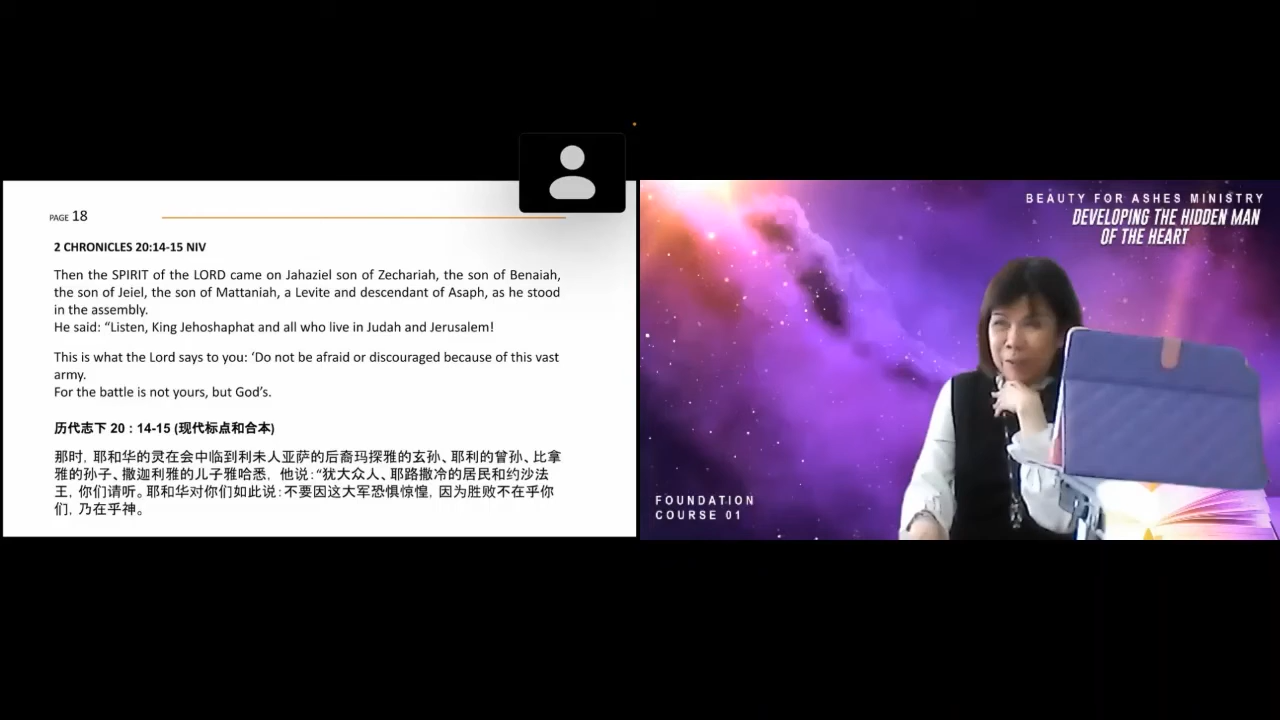 PAGE 18
2 CHRONICLES 20:14-15 NIV
Then the SPIRIT of the LORD came on Jahaziel son of Zechariah, the son of Benaiah,
the son of Jeiel, the son of Mattaniah, a Levite and descendant of Asaph, as he stood
in the assembly.
He said: “Listen, King Jehoshaphat and all who live in Judah and Jerusalem!
This is what the Lord says to you: ‘Do not be afraid or discouraged because of this vast
army.
For the battle is not yours, but God’s.
历代志下 20：14-15 (现代标点和合本)
那时，耶和华的灵在会中临到利未人亚萨的后裔玛探雅的玄孙、耶利的曾孙、比拿
雅的孙子、撒迦利雅的儿子雅哈悉，他说：“犹大众人、耶路撒冷的居民和约沙法
王，你们请听。耶和华对你们如此说：不要因这大军恐惧惊惶，因为胜败不在乎你
们，乃在乎神。
BEAUTY FOR ASHES MINISTRY
DEVELOPING THE HIDDEN MAN
OF THE HEART
FOUNDATION
COURSE 01